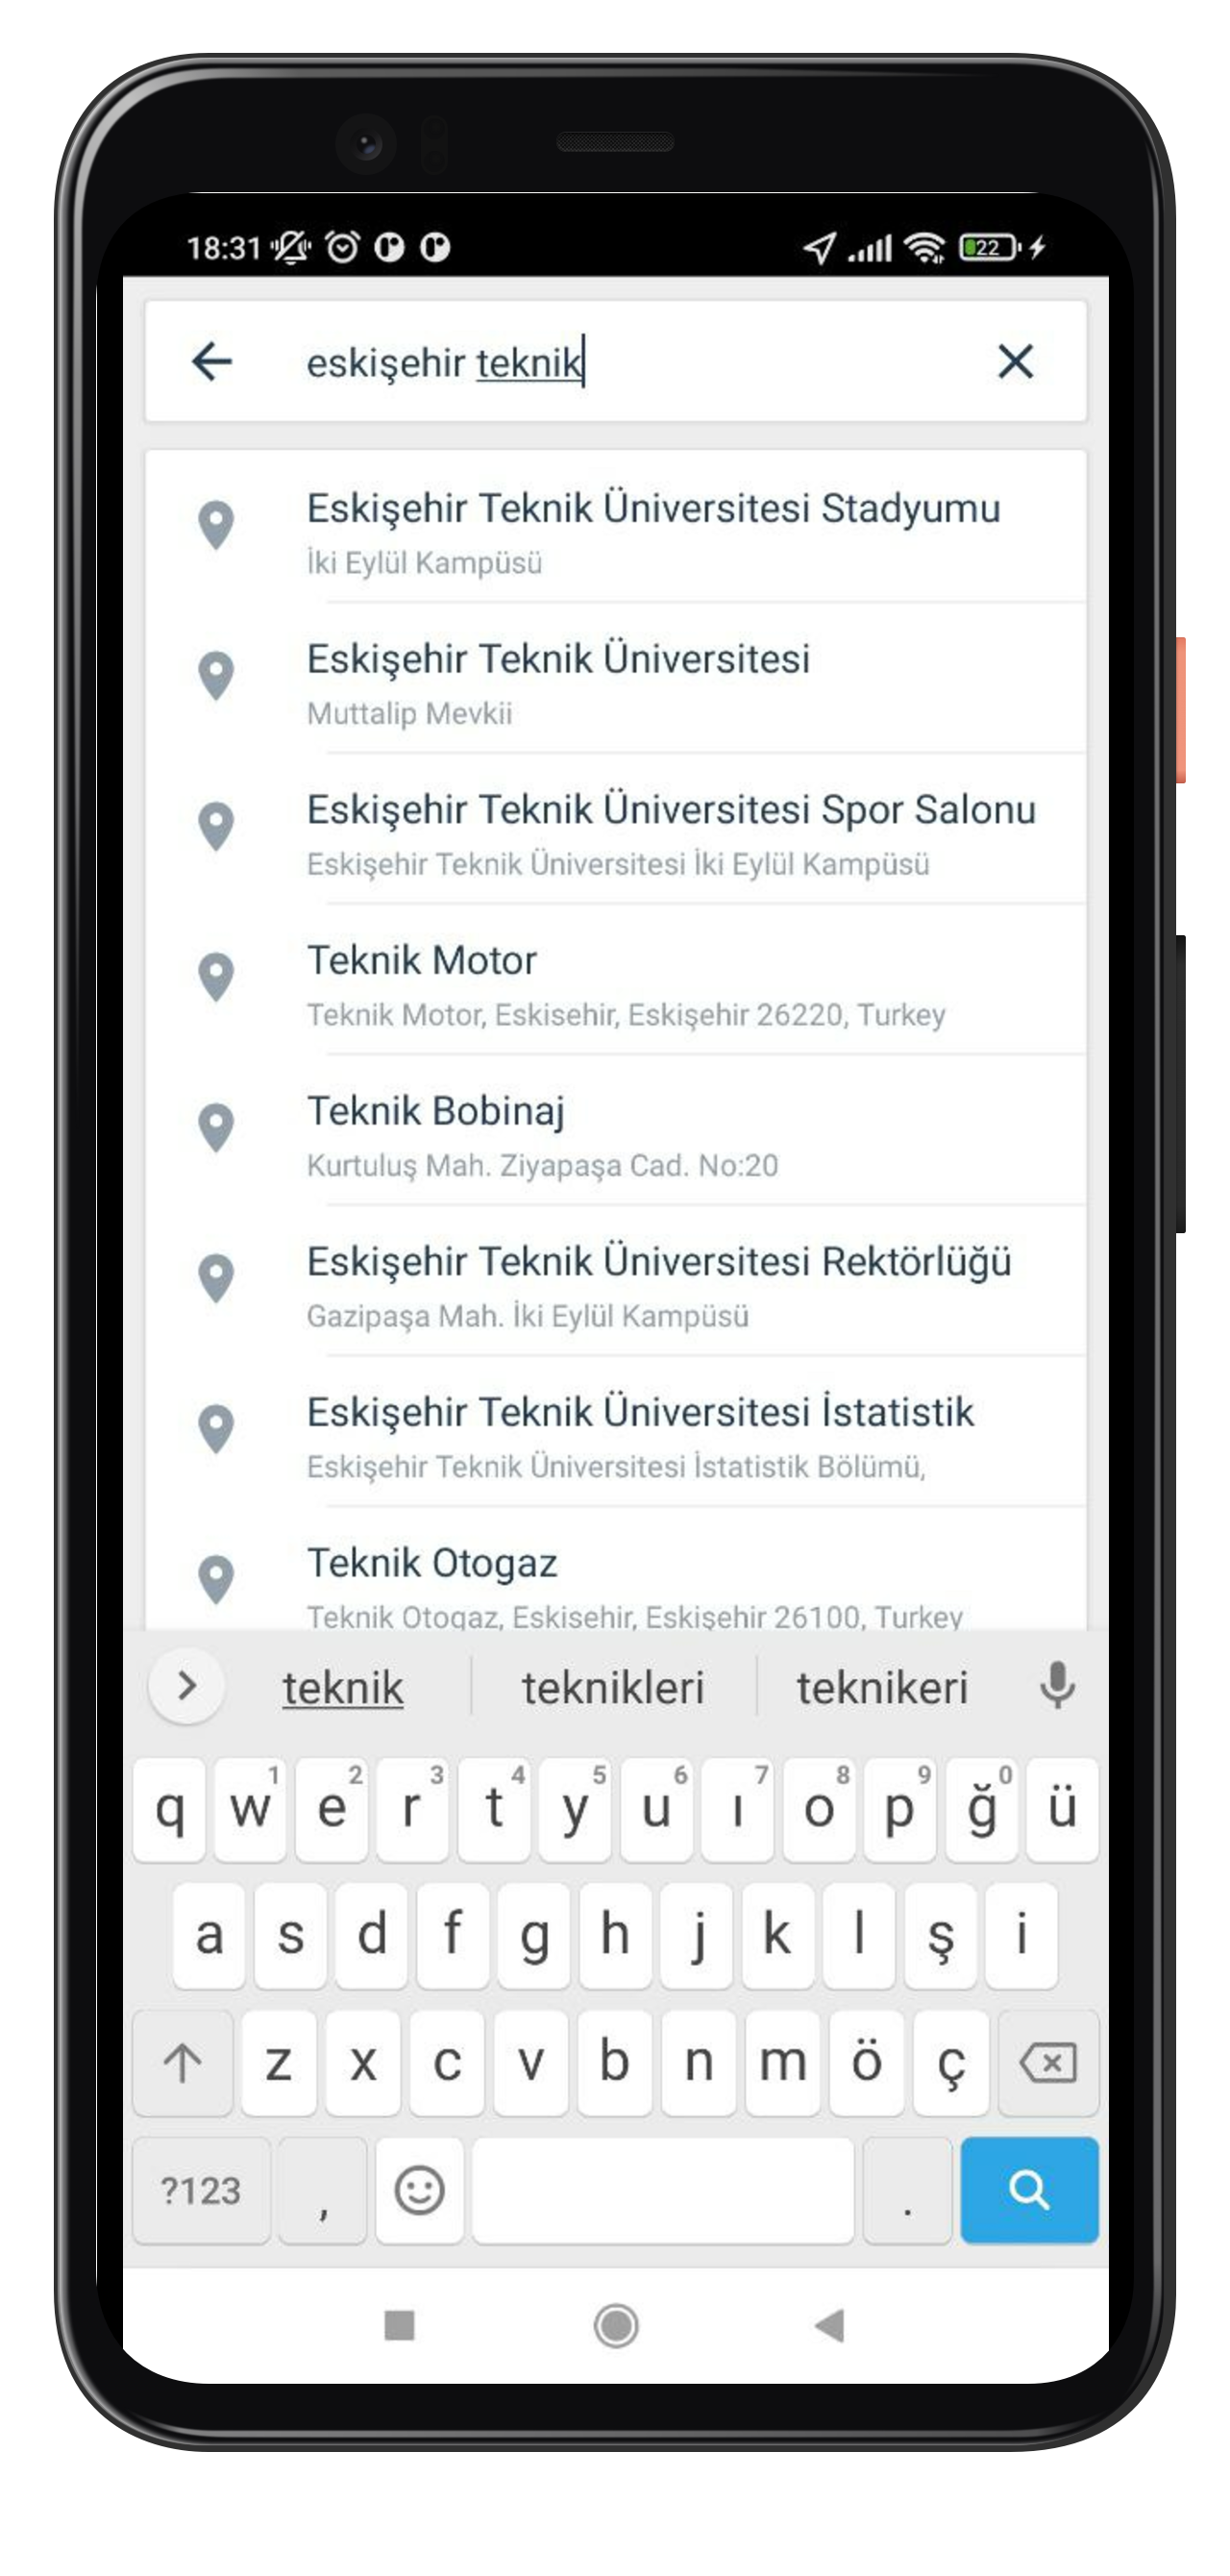 18:31 22
eskişehir teknik
Eskişehir Teknik Üniversitesi Stadyumu
İki Eylül Kampüsü
Eskişehir Teknik Üniversitesi
Muttalip Mevkii
Eskişehir Teknik Üniversitesi Spor Salonu
Eskişehir Teknik Üniversitesi İki Eylül Kampüsü
Teknik Motor
Teknik Motor, Eskisehir, Eskişehir 26220, Turkey
Teknik Bobinaj
Kurtuluş Mah. Ziyapaşa Cad. No:20
Eskişehir Teknik Üniversitesi Rektörlüğü
Gazipaşa Mah. İki Eylül Kampüsü
Eskişehir Teknik Üniversitesi İstatistik
Eskişehir Teknik Üniversitesi İstatistik Bölümü,
Teknik Otogaz
Teknik Otogaz, Eskisehir, Eskişehir 26100, Turkey
teknik teknikleri teknikeri
1 2 3 4 5 6 7 8 9 0
q w e r t y u ı o p ğ ü
a s d f g h j k l ş i
z x c v b n m ö ç
?123 , .